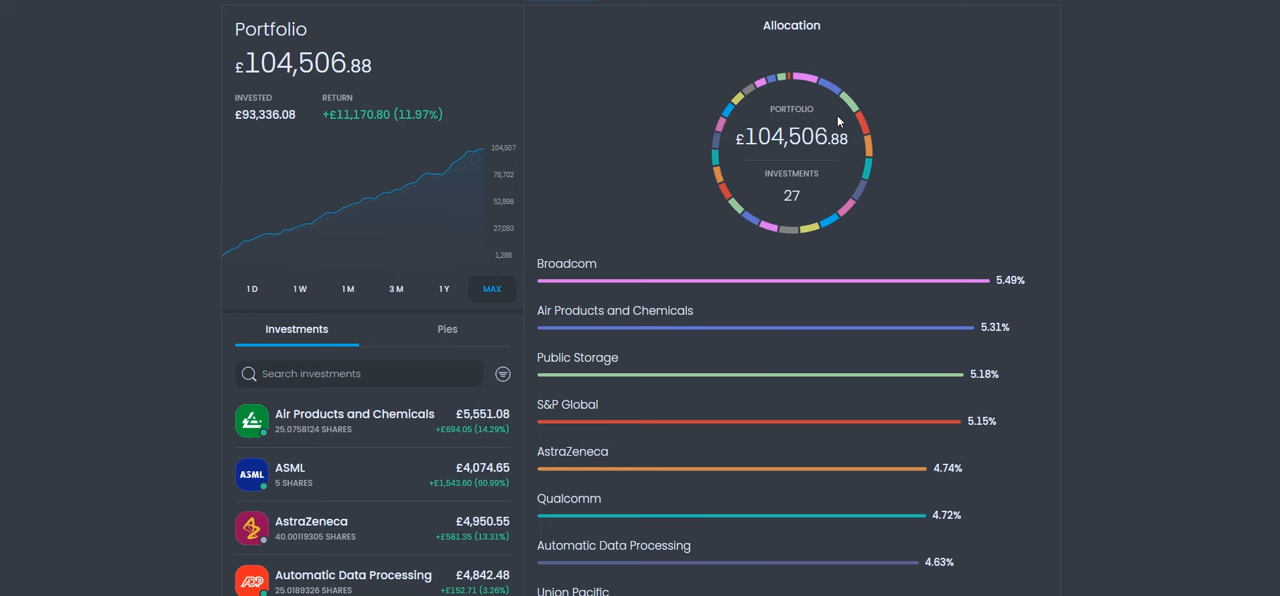 Portfolio
£104,506.88
INVESTED RETURN
£93,336.08 +£11,170.80 (11.97%)
104,507
78,702
52,898
27,093
1,288
1 D 1 W 1 M 3 M 1 Y MAX
Investments Pies
Search investments
Air Products and Chemicals £5,551.08
25.0758124 SHARES +£694.05 (14.29%)
ASML
ASML £4,074.65
5 SHARES +£1,543.60 (60.99%)
AstraZeneca £4,950.55
40.00119305 SHARES +£581.35 (13.31%)
ADP
Automatic Data Processing £4,842.48
25.0189326 SHARES +£152.71 (3.26%)
Allocation
PORTFOLIO
£104,506.88
INVESTMENTS
27
Broadcom
5.49%
Air Products and Chemicals
5.31%
Public Storage
5.18%
S&P Global
5.15%
AstraZeneca
4.74%
Qualcomm
4.72%
Automatic Data Processing
4.63%
Union Pacific